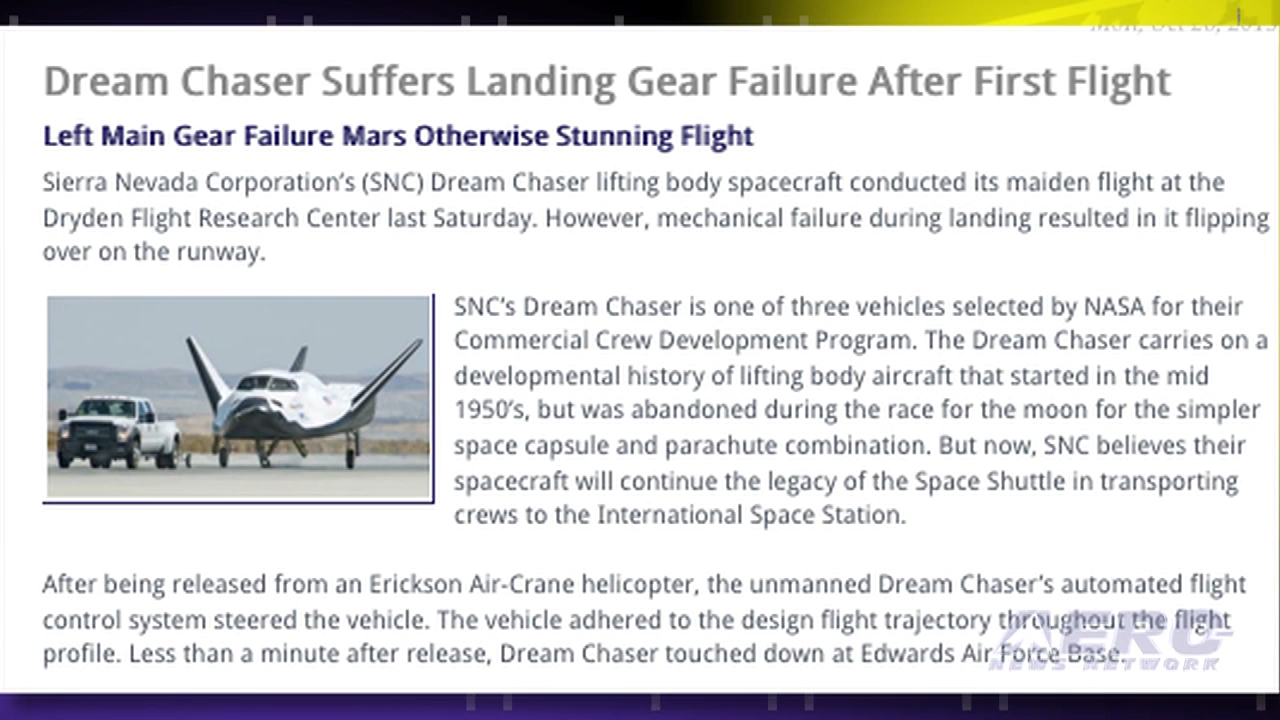 Mon, Oct 28, 2013
Dream Chaser Suffers Landing Gear Failure After First Flight
Left Main Gear Failure Mars Otherwise Stunning Flight
Sierra Nevada Corporation's (SNC) Dream Chaser lifting body spacecraft conducted its maiden flight at the
Dryden Flight Research Center last Saturday. However, mechanical failure during landing resulted in it flipping
over on the runway.
SNC's Dream Chaser is one of three vehicles selected by NASA for their
Commercial Crew Development Program. The Dream Chaser carries on a
developmental history of lifting body aircraft that started in the mid
1950's, but was abandoned during the race for the moon for the simpler
space capsule and parachute combination. But now, SNC believes their
spacecraft will continue the legacy of the Space Shuttle in transporting
crews to the International Space Station.
After being released from an Erickson Air-Crane helicopter, the unmanned Dream Chaser's automated flight
control system steered the vehicle. The vehicle adhered to the design flight trajectory throughout the flight
profile. Less than a minute after release, Dream Chaser touched down at Edwards Air Force Base.
AERO
NEWS NETWORK